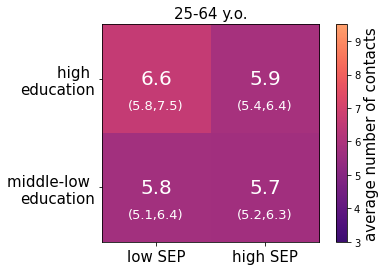 25-64 y.o.
high
education
6.6
(5.8,7.5)
5.9
(5.4,6.4)
middle-low
education
5.8
(5.1,6.4)
5.7
(5.2,6.3)
low SEP
high SEP
9
8
7
6
5
4
3
average number of contacts